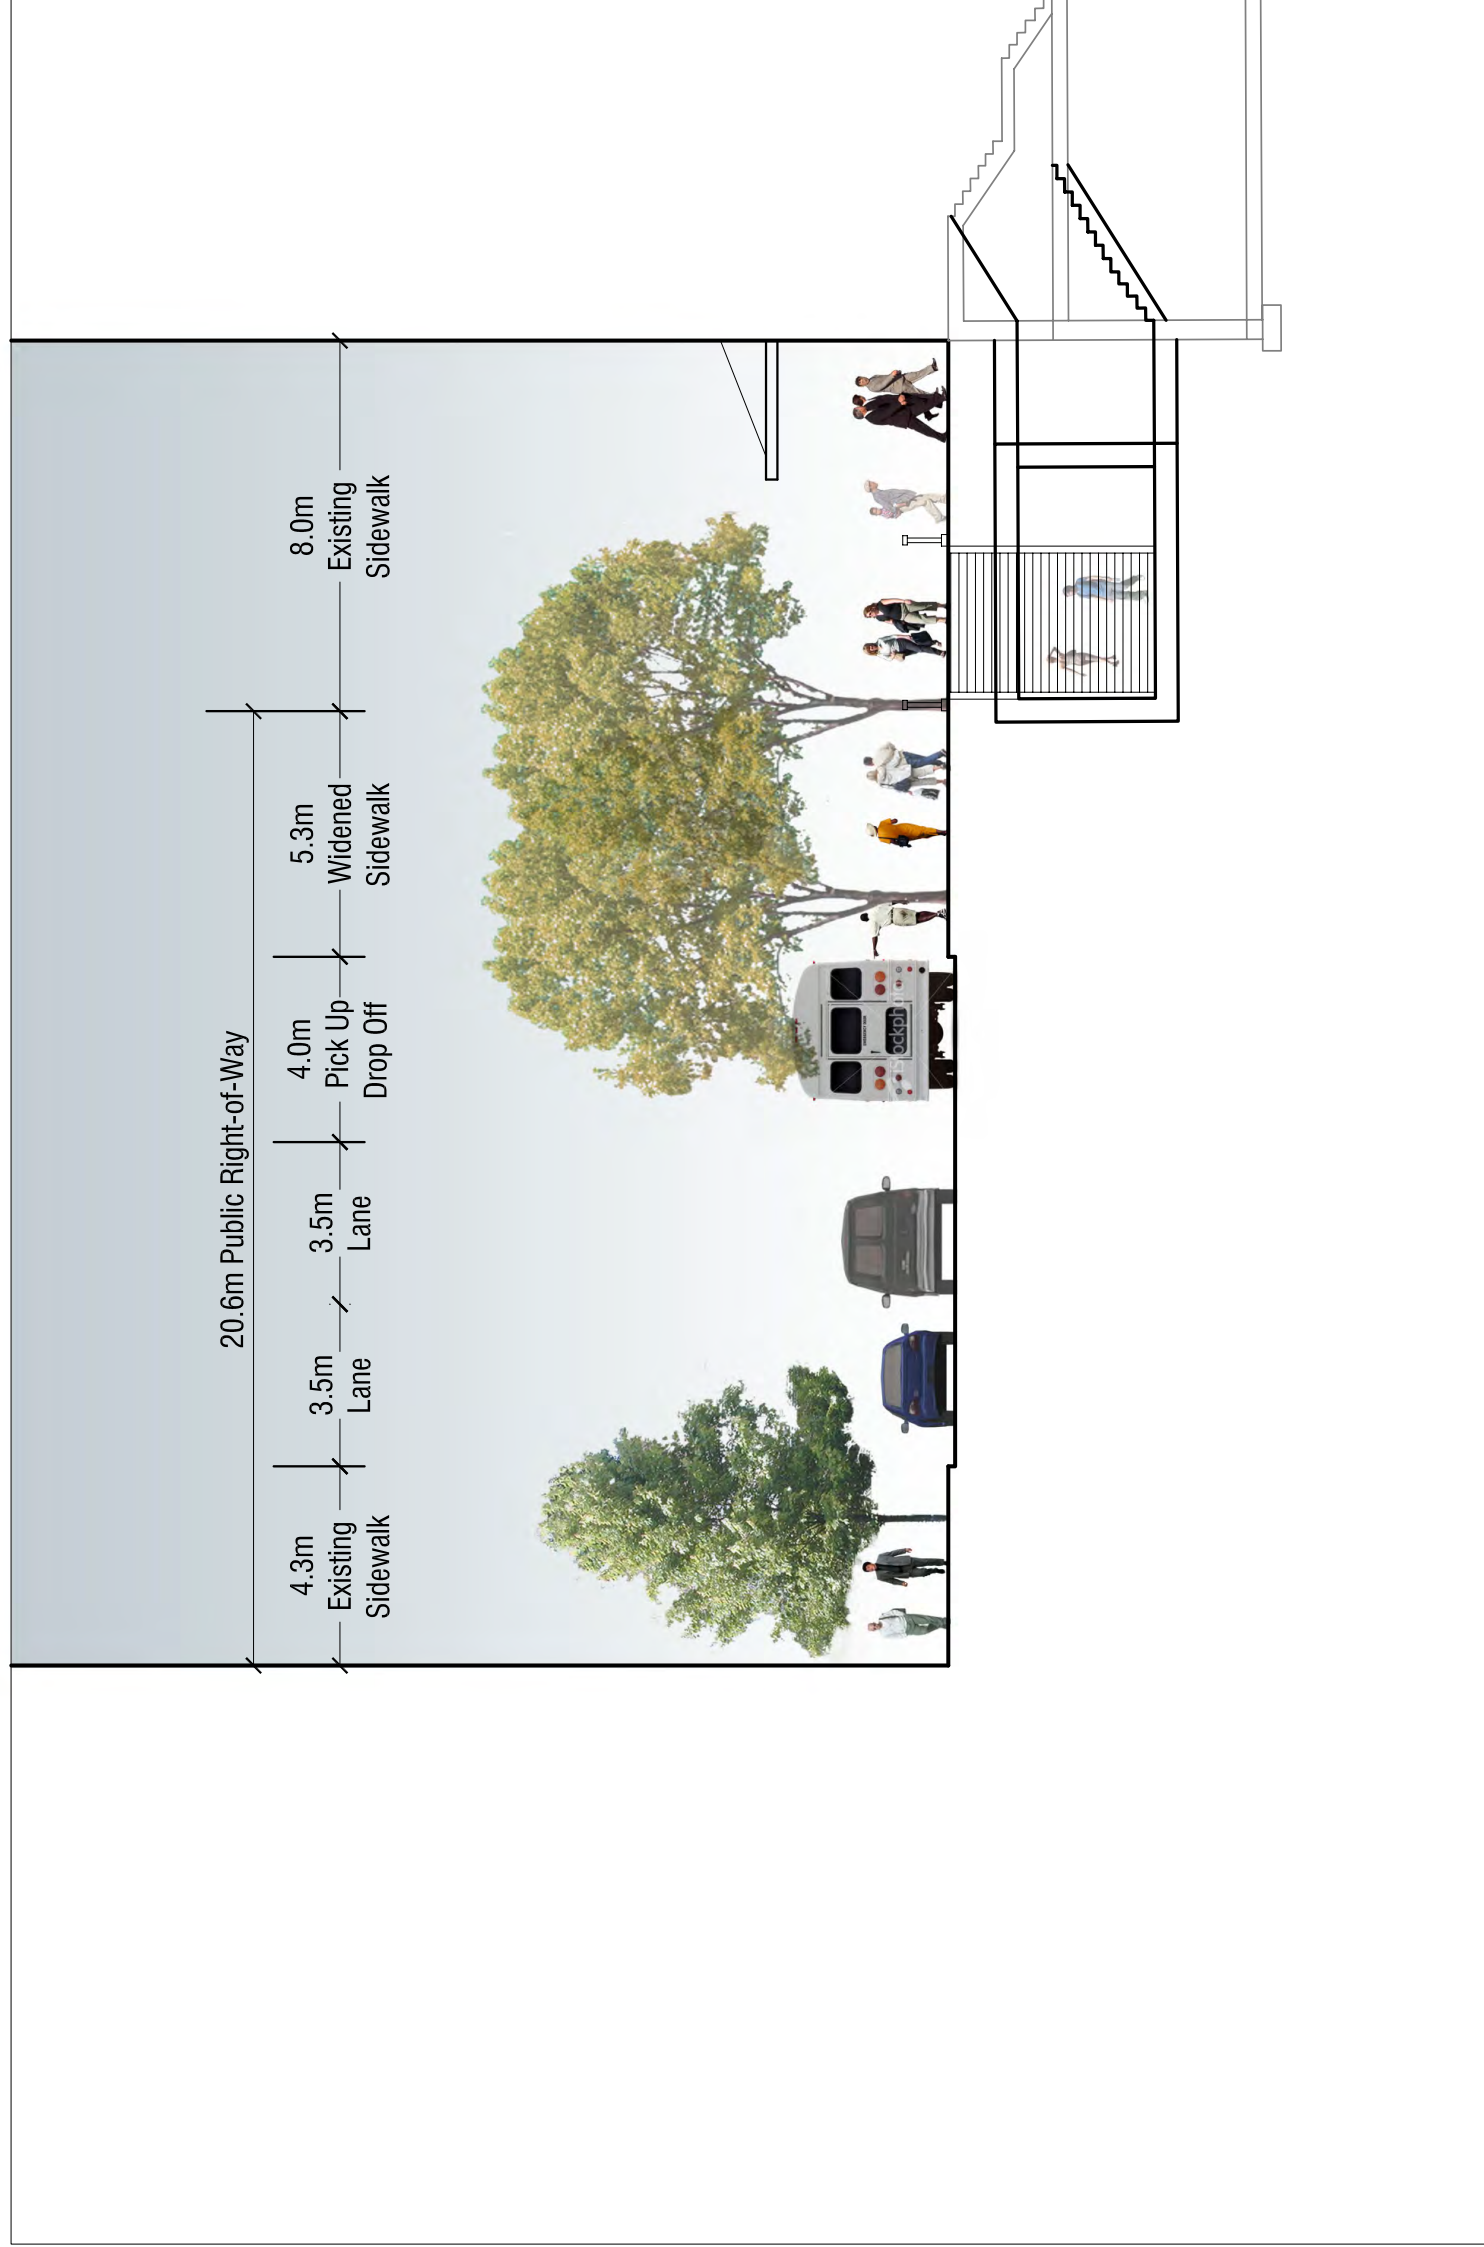 20.6m Public Right-of-Way
4.3m
Existing
Sidewalk
3.5m
Lane
3.5m
Lane
4.0m
Pick Up
Drop Off
5.3m
Widened
Sidewalk
8.0m
Existing
Sidewalk